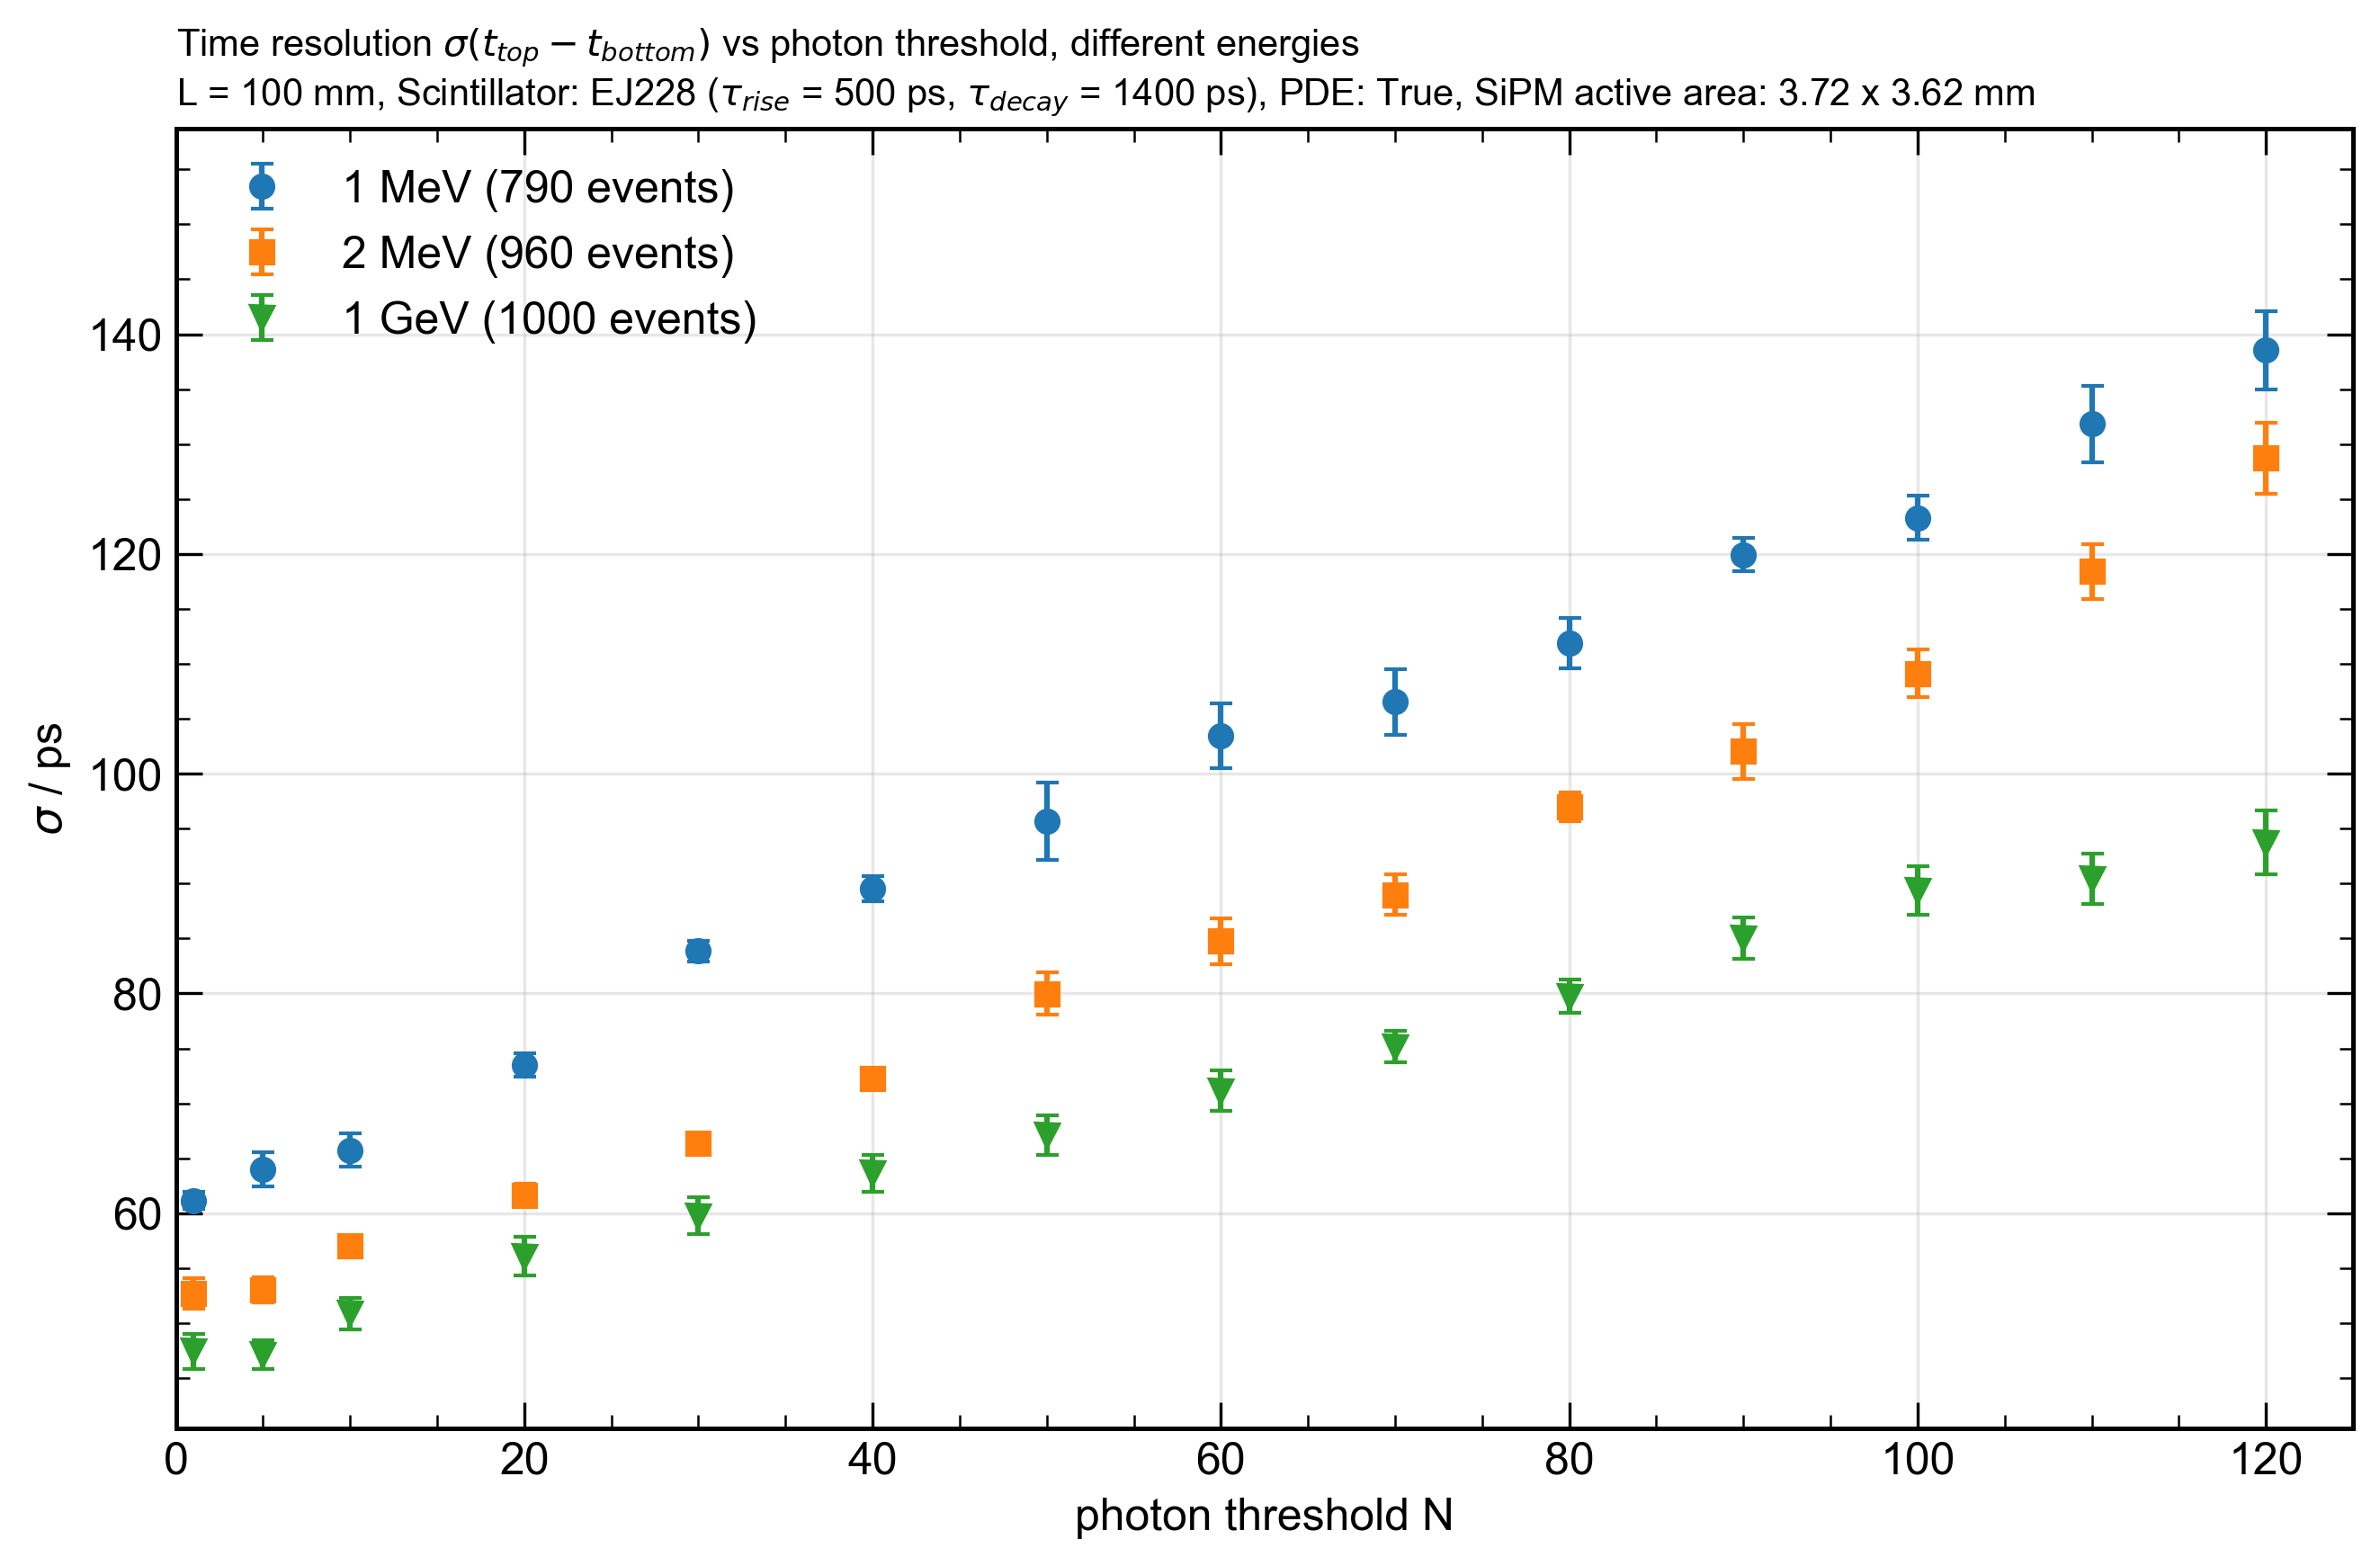 Time resolution σ(t_top − t_bottom) vs photon threshold, different energies
L = 100 mm, Scintillator: EJ228 (τ_rise = 500 ps, τ_decay = 1400 ps), PDE: True, SiPM active area: 3.72 x 3.62 mm
1 MeV (790 events)
2 MeV (960 events)
1 GeV (1000 events)
140
120
100
80
60
σ / ps
0 20 40 60 80 100 120
photon threshold N